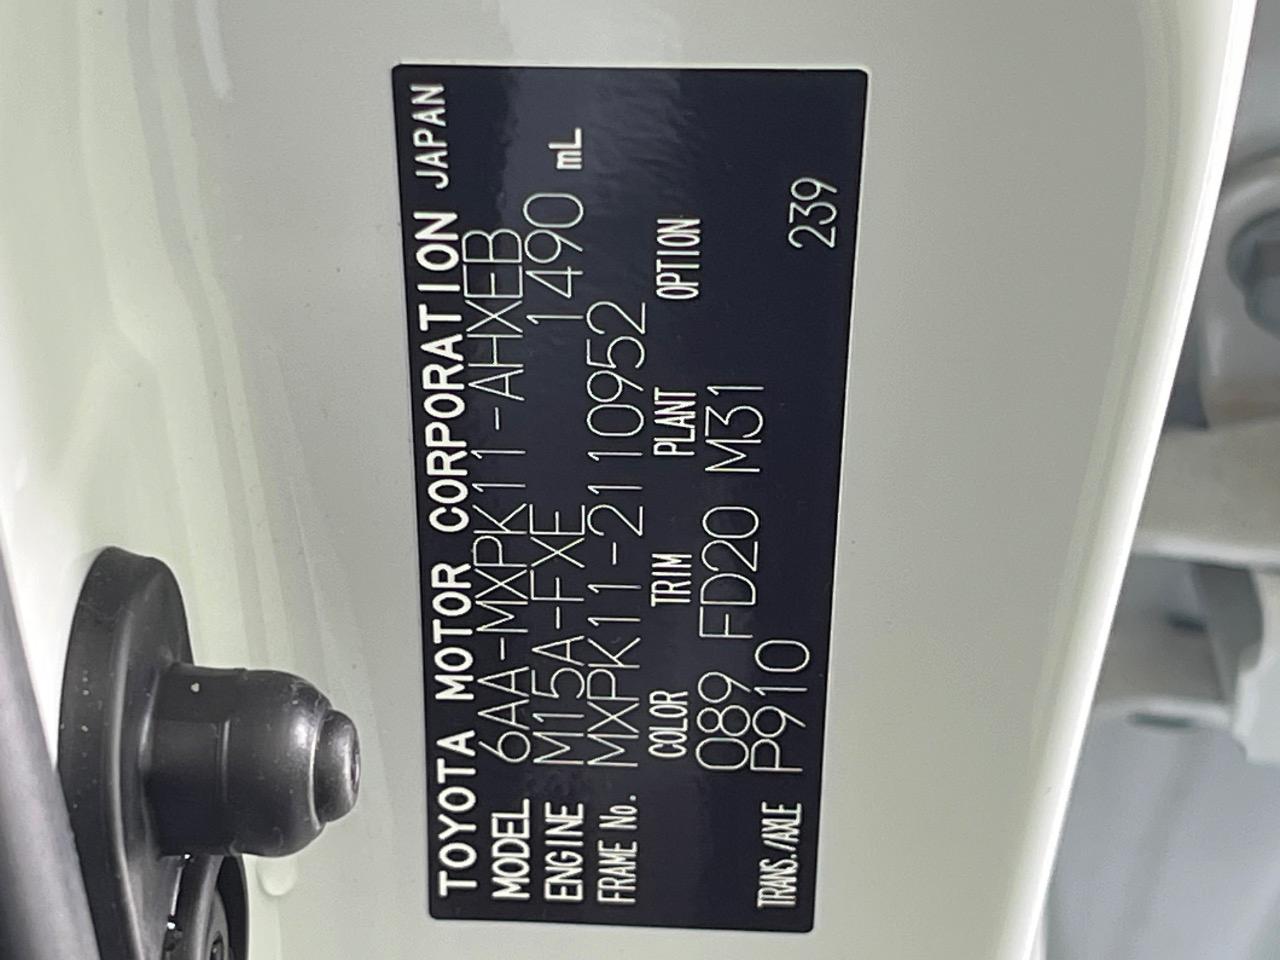 TOYOTA MOTOR CORPORATION JAPAN
MODEL 6AA-MXPK11-AHXEB
ENGINE M15A-FXE 1490 mL
FRAME No. MXPK11-2110952
COLOR TRIM PLANT OPTION
089 FD20 M31
TRANS./AXLE P910 239